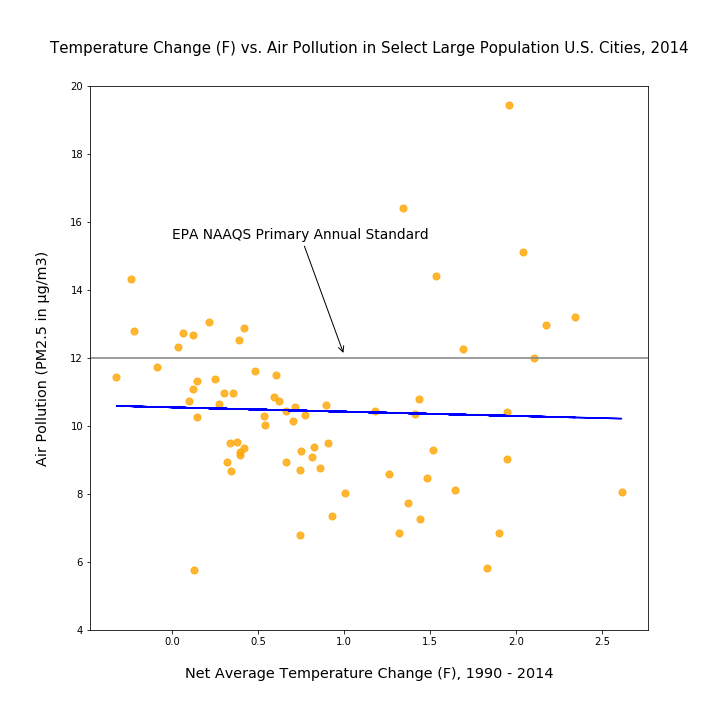 Temperature Change (F) vs. Air Pollution in Select Large Population U.S. Cities, 2014
20
18
16
14
12
10
8
6
4
Air Pollution (PM2.5 in µg/m3)
EPA NAAQS Primary Annual Standard
0.0 0.5 1.0 1.5 2.0 2.5
Net Average Temperature Change (F), 1990 - 2014